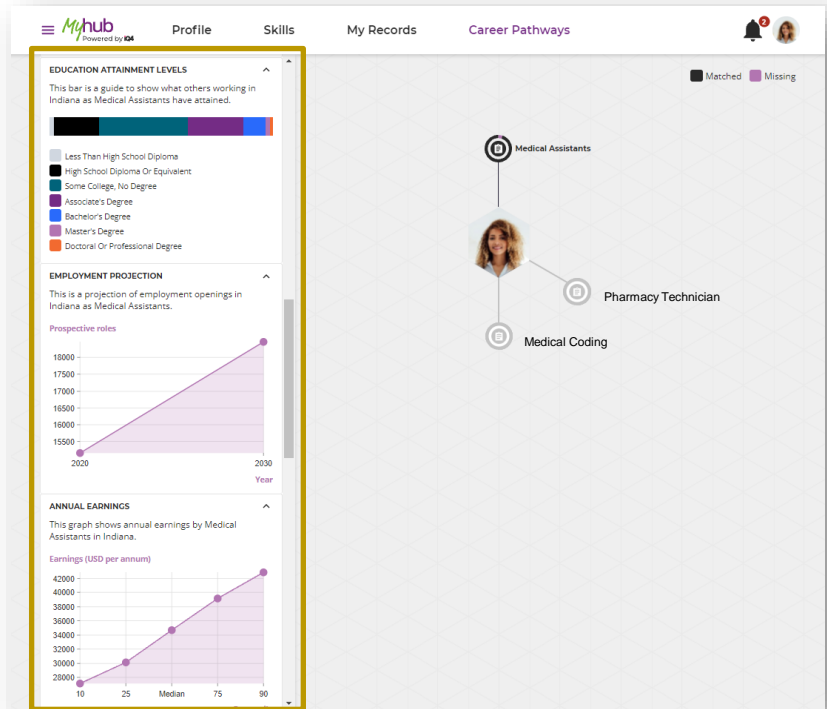 Myhub
Powered by iQ4
Profile
Skills
My Records
Career Pathways
2
EDUCATION ATTAINMENT LEVELS
This bar is a guide to show what others working in
Indiana as Medical Assistants have attained.
Less Than High School Diploma
High School Diploma Or Equivalent
Some College, No Degree
Associate's Degree
Bachelor's Degree
Master's Degree
Doctoral Or Professional Degree
EMPLOYMENT PROJECTION
This is a projection of employment openings in
Indiana as Medical Assistants.
Prospective roles
18000
17500
17000
16500
16000
15500
2020
2030
Year
ANNUAL EARNINGS
This graph shows annual earnings by Medical
Assistants in Indiana.
Earnings (USD per annum)
42000
40000
38000
36000
34000
32000
30000
28000
10
25
Median
75
90
Matched
Missing
Medical Assistants
Pharmacy Technician
Medical Coding